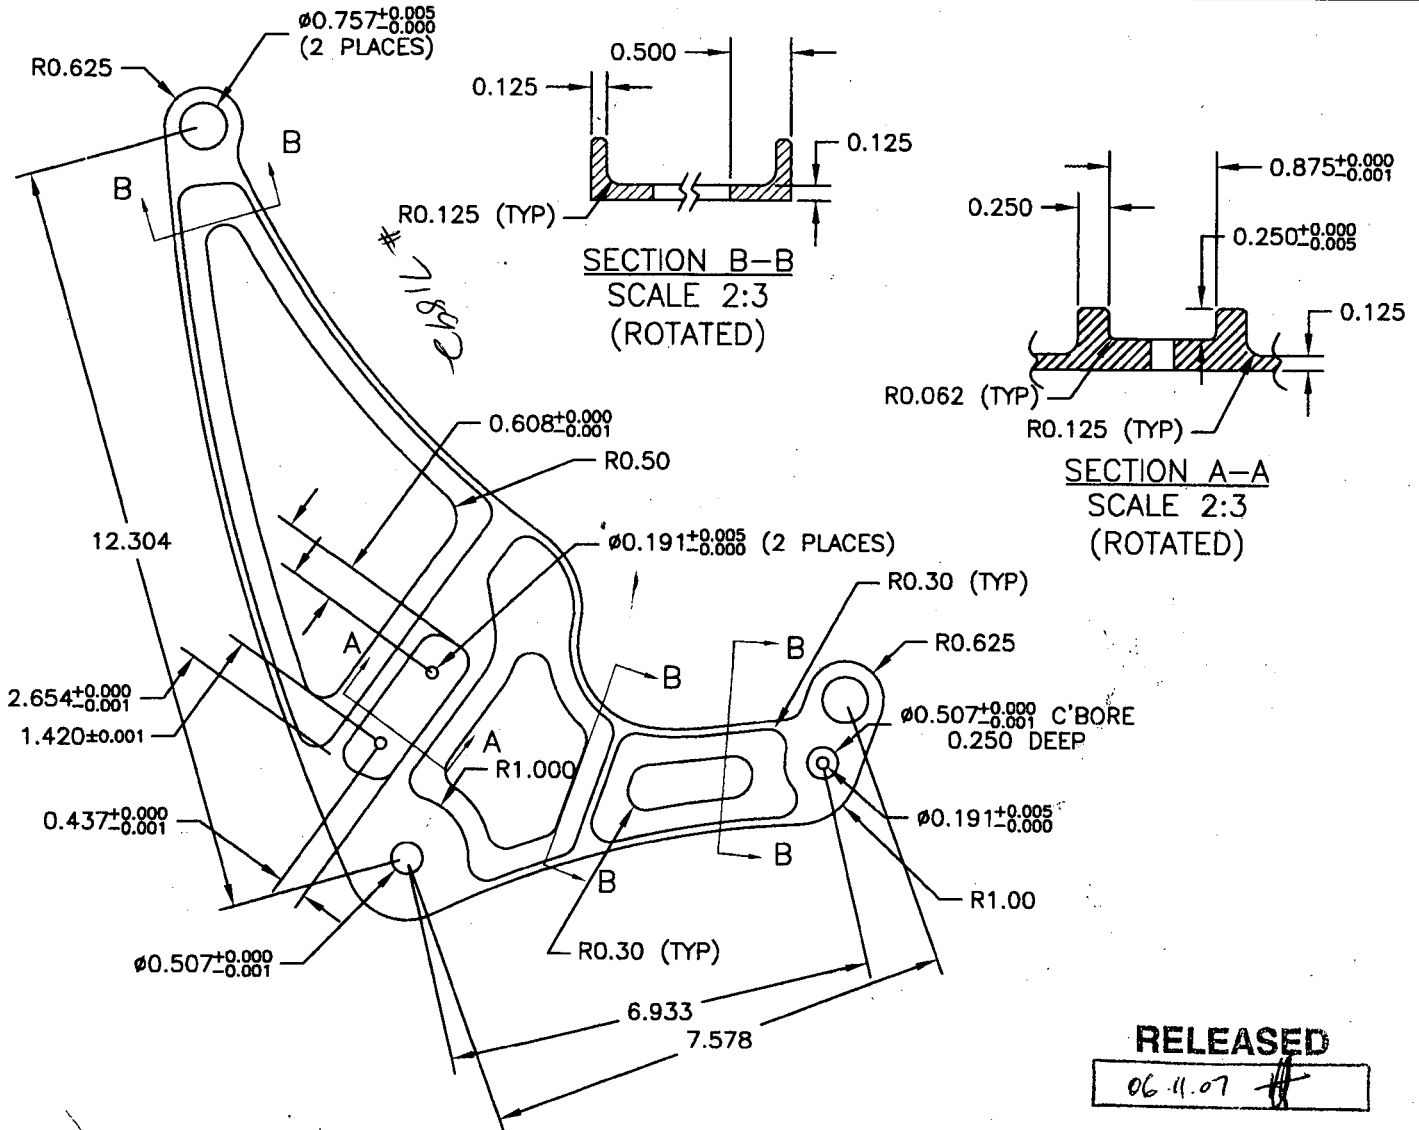 ø0.757+0.005-0.000
(2 PLACES)
R0.625
0.500
0.125
0.125
R0.125 (TYP)
SECTION B-B
SCALE 2:3
(ROTATED)
0.875+0.000-0.001
0.250
0.250+0.000-0.005
0.125
R0.062 (TYP)
R0.125 (TYP)
SECTION A-A
SCALE 2:3
(ROTATED)
B
B
0.608+0.000-0.001
R0.50
12.304
ø0.191+0.005-0.000 (2 PLACES)
R0.30 (TYP)
R0.625
A
B
B
2.654+0.000-0.001
1.420±0.001
ø0.507+0.000-0.001 C'BORE
0.250 DEEP
A
R1.000
0.437+0.000-0.001
ø0.191+0.005-0.000
B
B
R1.00
ø0.507+0.000-0.001
R0.30 (TYP)
6.933
7.578
RELEASED
06.11.07